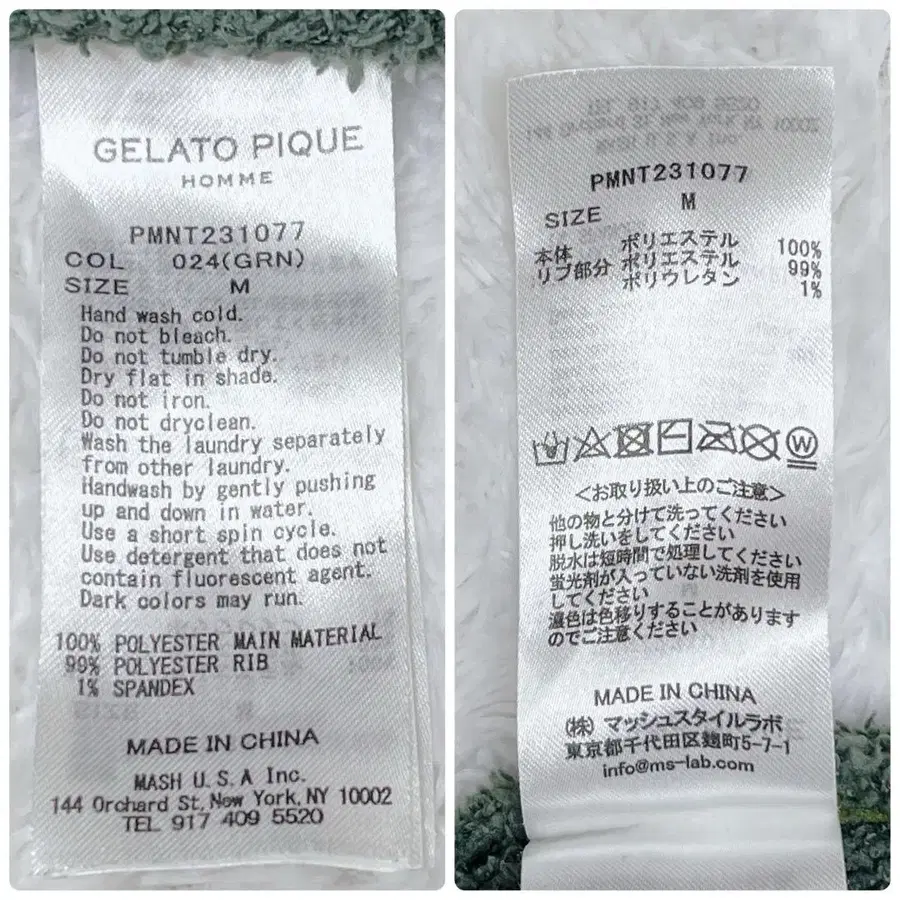 GELATO PIQUE
HOMME
PMNT231077
COL 024(GRN)
SIZE M
Hand wash cold.
Do not bleach.
Do not tumble dry.
Dry flat in shade.
Do not iron.
Do not dryclean.
Wash the laundry separately
from other laundry.
Handwash by gently pushing
up and down in water.
Use a short spin cycle.
Use detergent that does not
contain fluorescent agent.
Dark colors may run.
100% POLYESTER MAIN MATERIAL
99% POLYESTER RIB
1% SPANDEX
MADE IN CHINA
MASH U.S.A Inc.
144 Orchard St, New York, NY 10002
TEL 917 409 5520
PMNT231077
SIZE M
本体 ポリエステル 100%
リブ部分 ポリエステル 99%
ポリウレタン 1%
W
<お取り扱い上のご注意>
他の物と分けて洗ってください
押し洗いをしてください
脱水は短時間で処理してください
蛍光剤が入っていない洗剤を使用
してください
濃色は色移りすることがあります
のでご注意ください
MADE IN CHINA
(株) マッシュスタイルラボ
東京都千代田区麹町5-7-1
info@ms-lab.com